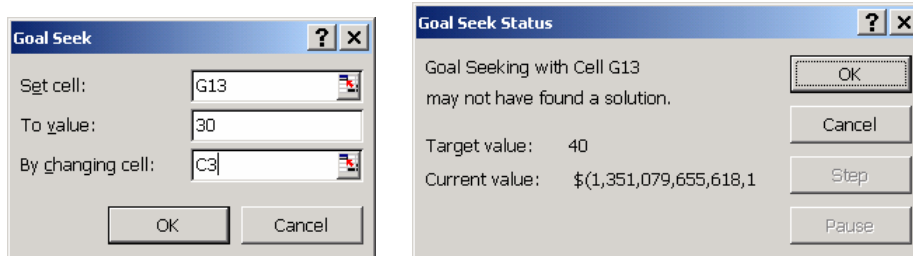 Goal Seek
Set cell: G13
To value: 30
By changing cell: C3
OK Cancel
Goal Seek Status
Goal Seeking with Cell G13
may not have found a solution.
Target value: 40
Current value: $(1,351,079,655,618,1
OK
Cancel
Step
Pause